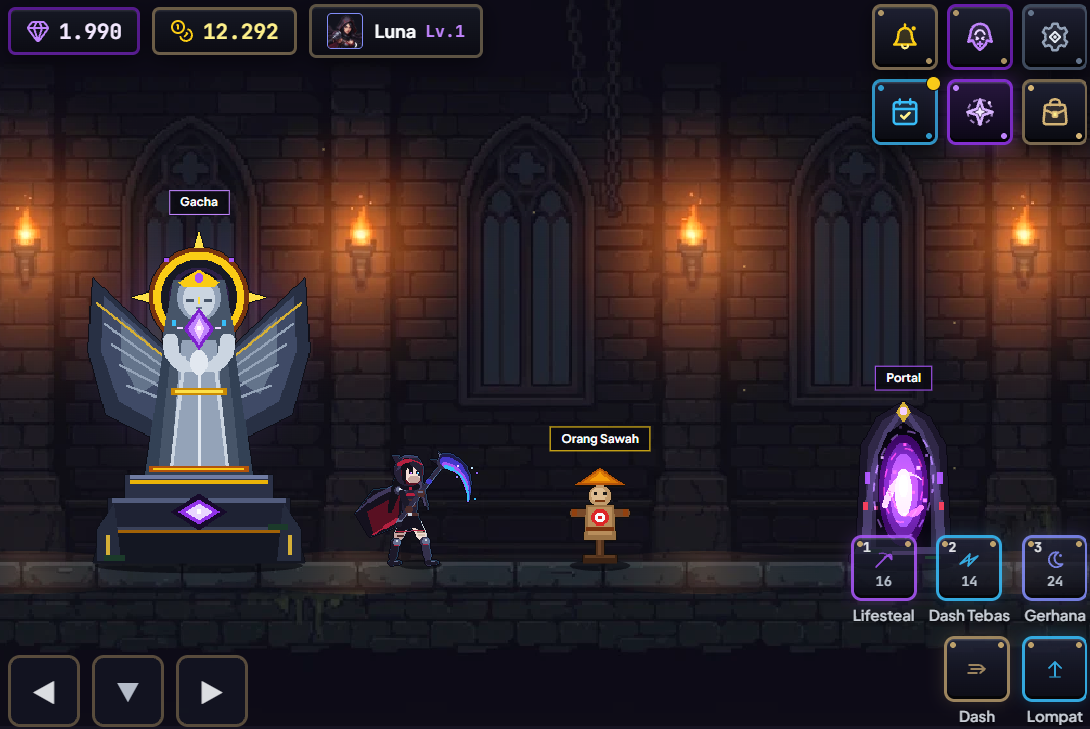 1.990
12.292
Luna Lv.1
Gacha
Portal
Orang Sawah
1
16
2
14
3
24
Lifesteal
Dash Tebas
Gerhana
Dash
Lompat